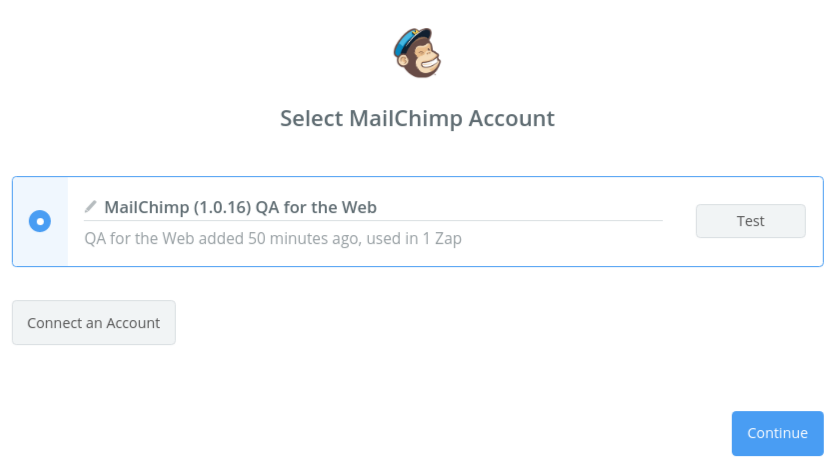 Select MailChimp Account
MailChimp (1.0.16) QA for the Web
QA for the Web added 50 minutes ago, used in 1 Zap
Test
Connect an Account
Continue